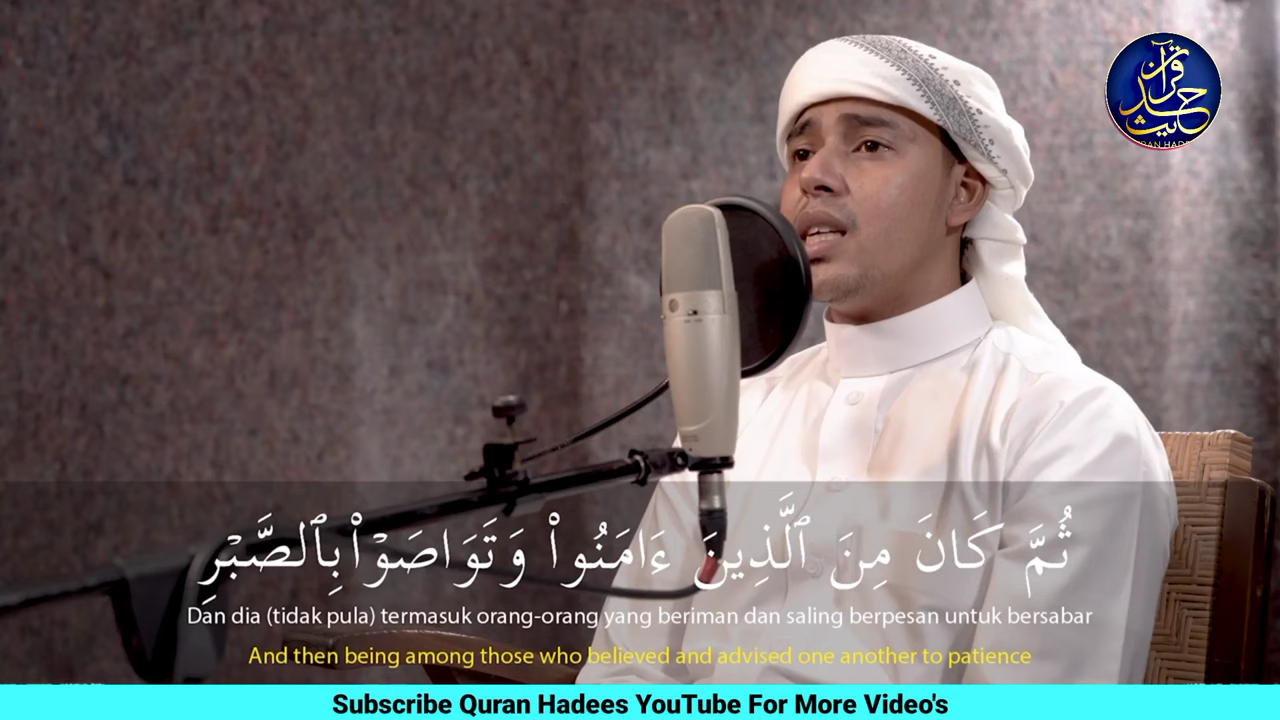 قرآن
حدیث
ثُمَّ كَانَ مِنَ ٱلَّذِينَ ءَامَنُوا۟ وَتَوَاصَوْا۟ بِٱلصَّبْرِ
Dan dia (tidak pula) termasuk orang-orang yang beriman dan saling berpesan untuk bersabar
And then being among those who believed and advised one another to patience
Subscribe Quran Hadees YouTube For More Video's